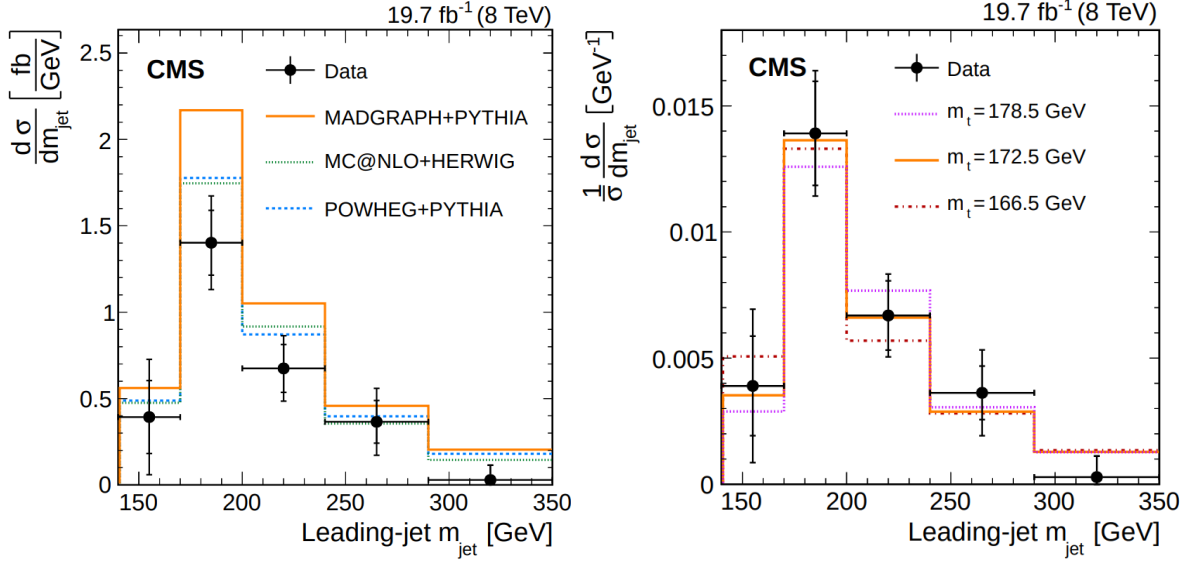 19.7 fb⁻¹ (8 TeV)
dσ/dm_jet [fb/GeV]
CMS
Data
MADGRAPH+PYTHIA
MC@NLO+HERWIG
POWHEG+PYTHIA
2.5
2
1.5
1
0.5
0
150 200 250 300 350
Leading-jet m_jet [GeV]
19.7 fb⁻¹ (8 TeV)
1/σ dσ/dm_jet [GeV⁻¹]
CMS
Data
m_t = 178.5 GeV
m_t = 172.5 GeV
m_t = 166.5 GeV
0.015
0.01
0.005
0
150 200 250 300 350
Leading-jet m_jet [GeV]